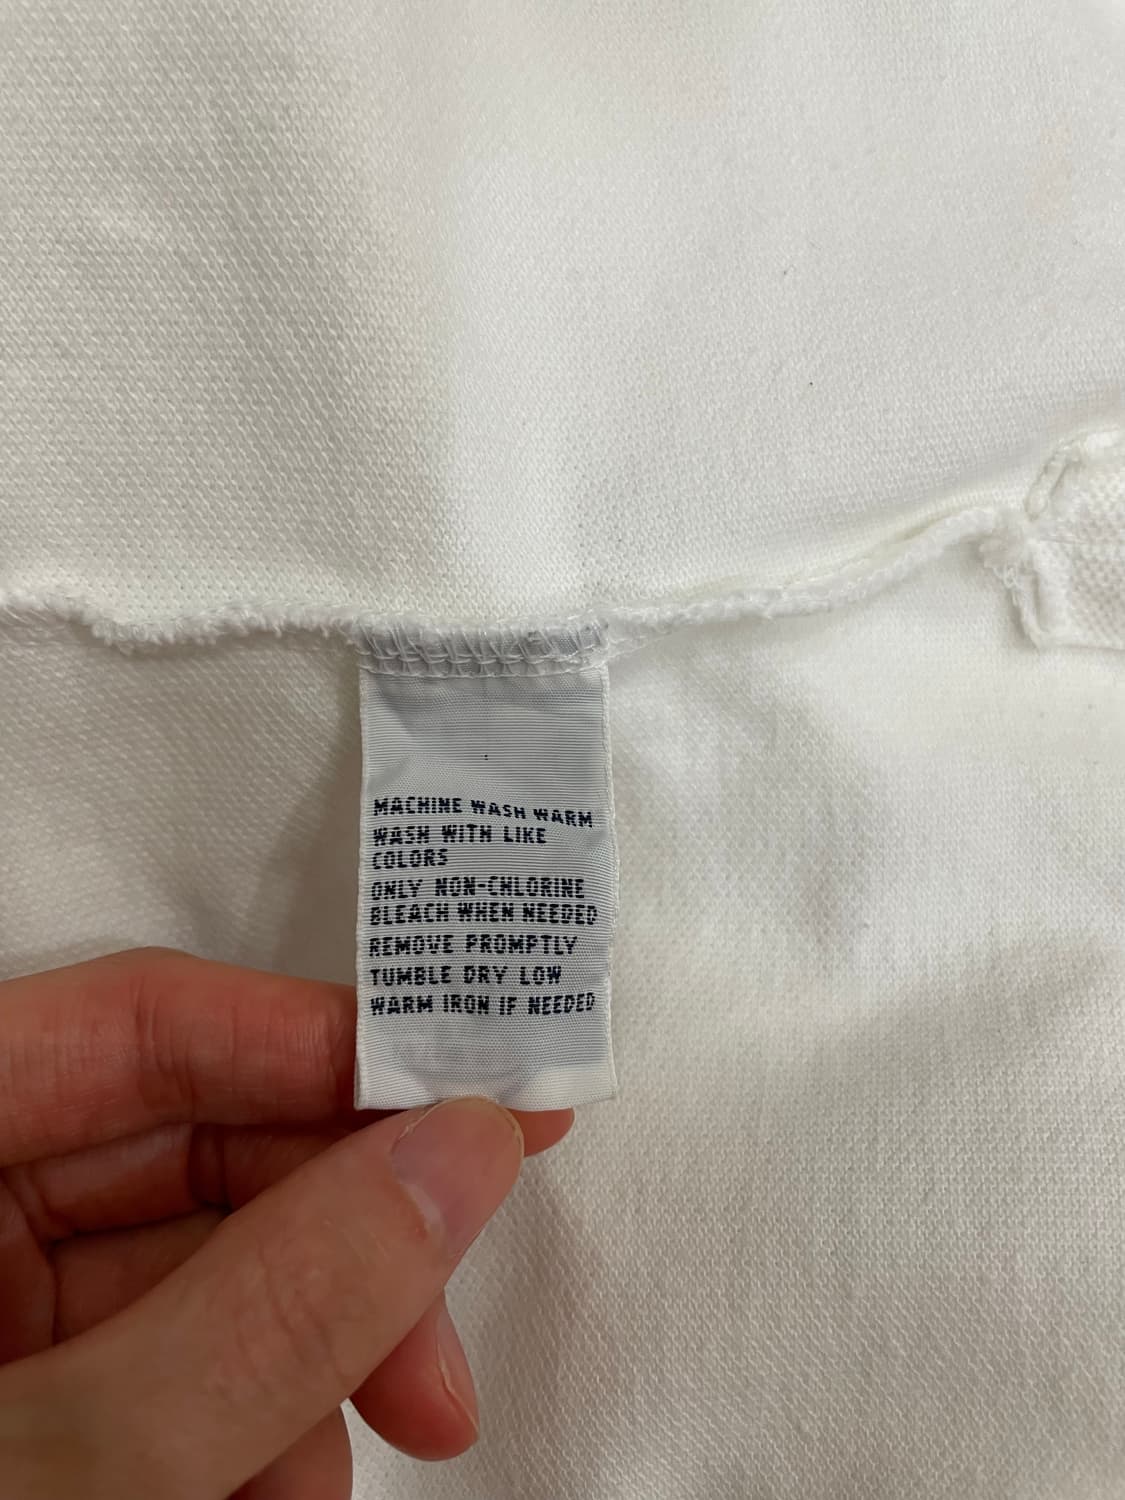 MACHINE WASH WARM
WASH WITH LIKE
COLORS
ONLY NON-CHLORINE
BLEACH WHEN NEEDED
REMOVE PROMPTLY
TUMBLE DRY LOW
WARM IRON IF NEEDED